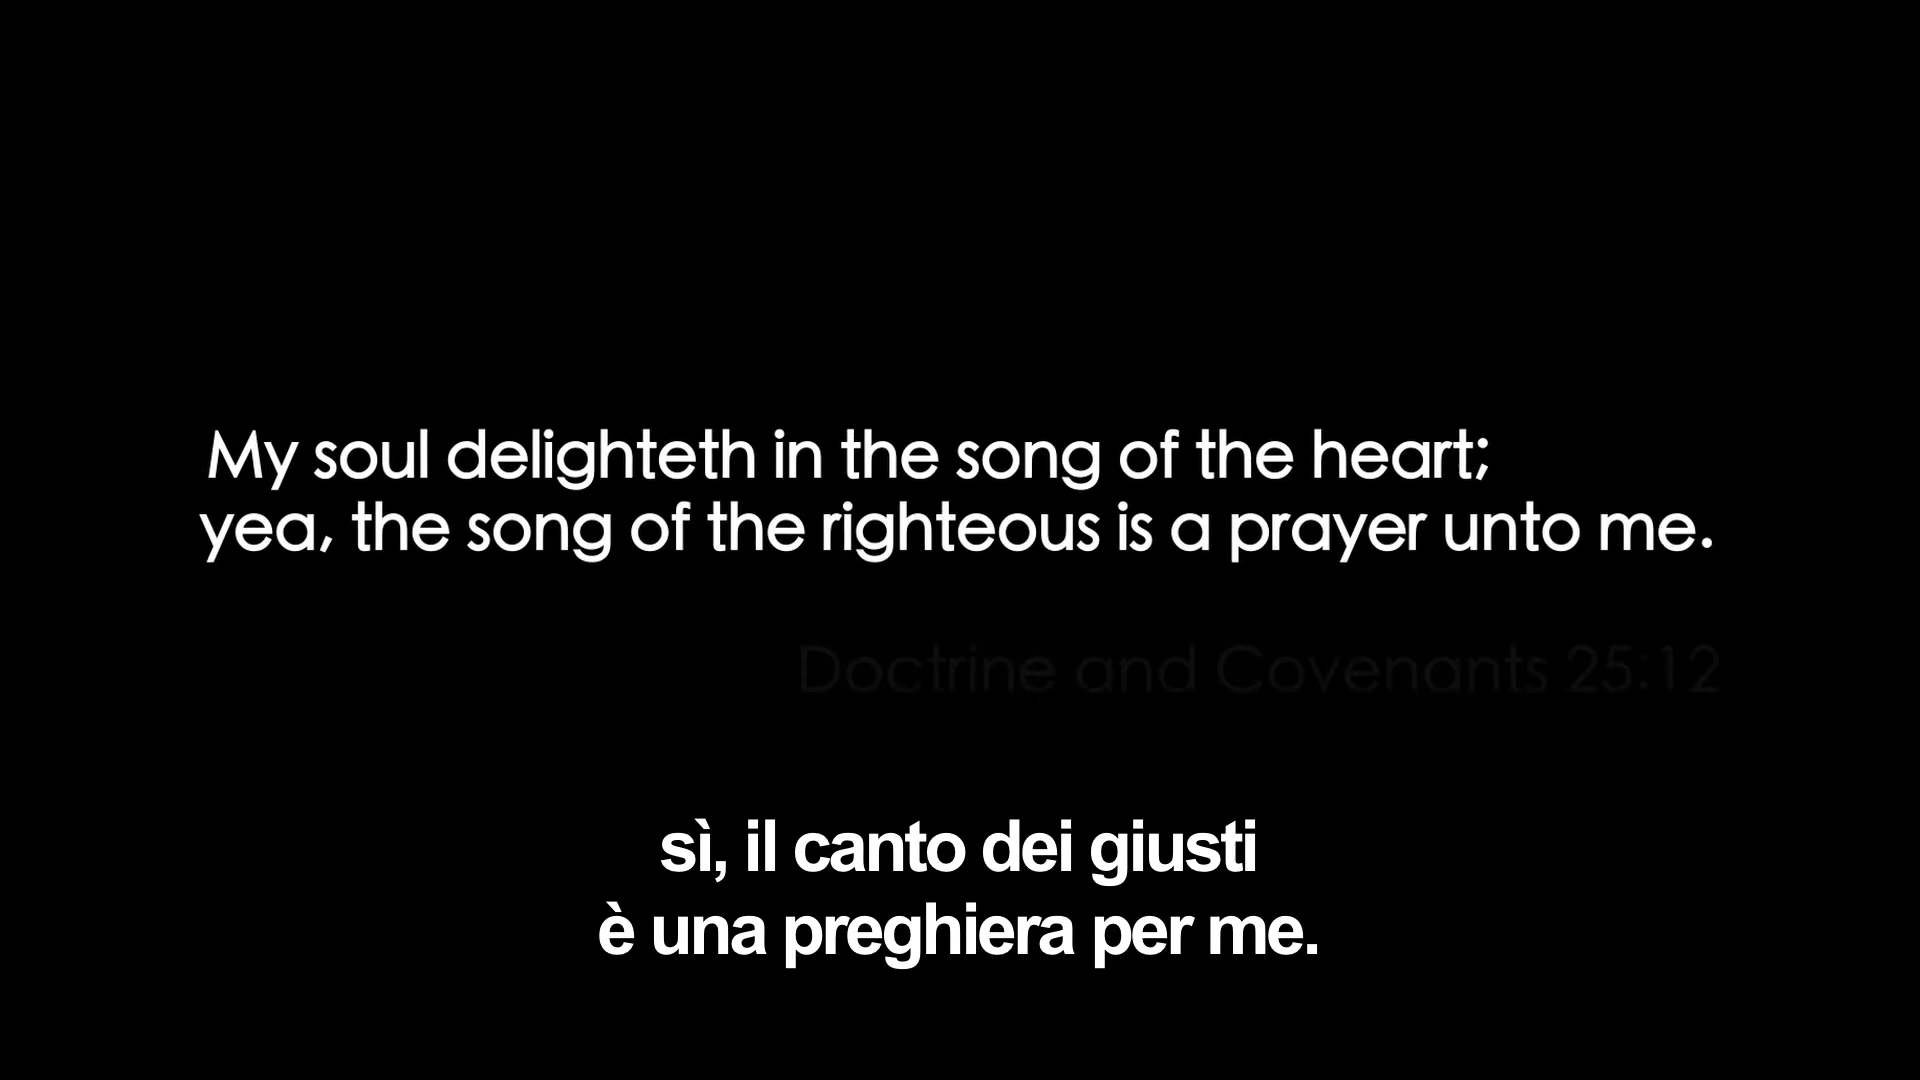 My soul delighteth in the song of the heart;
yea, the song of the righteous is a prayer unto me.
Doctrine and Covenants 25:12
sì, il canto dei giusti
è una preghiera per me.